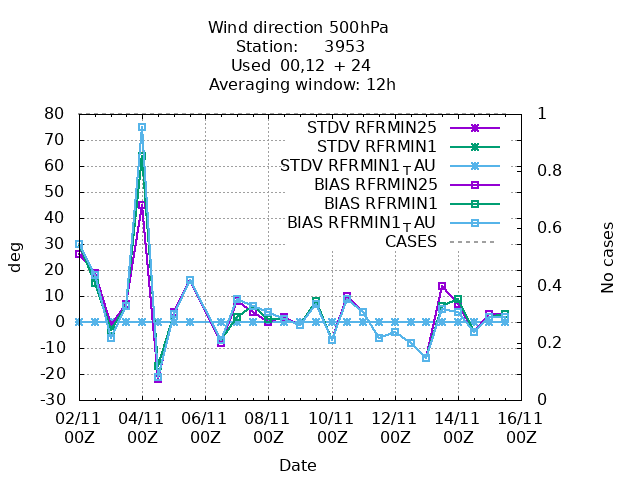 Wind direction 500hPa
Station: 3953
Used 00,12 + 24
Averaging window: 12h
80
70
60
50
40
30
20
10
0
-10
-20
-30
deg
1
0.8
0.6
0.4
0.2
0
No cases
STDV RFRMIN25
STDV RFRMIN1
STDV RFRMIN1TAU
BIAS RFRMIN25
BIAS RFRMIN1
BIAS RFRMIN1TAU
CASES
02/11 04/11 06/11 08/11 10/11 12/11 14/11 16/11
00Z 00Z 00Z 00Z 00Z 00Z 00Z 00Z
Date